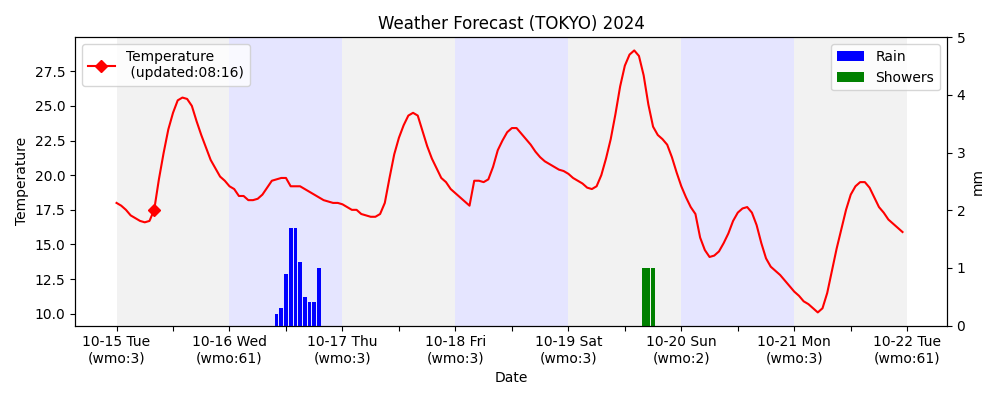 Weather Forecast (TOKYO) 2024
Temperature
(updated:08:16)
Rain
Showers
Temperature
27.5
25.0
22.5
20.0
17.5
15.0
12.5
10.0
5
4
3
2
1
0
mm
10-15 Tue
(wmo:3)
10-16 Wed
(wmo:61)
10-17 Thu
(wmo:3)
10-18 Fri
(wmo:3)
10-19 Sat
(wmo:3)
10-20 Sun
(wmo:2)
10-21 Mon
(wmo:3)
10-22 Tue
(wmo:61)
Date